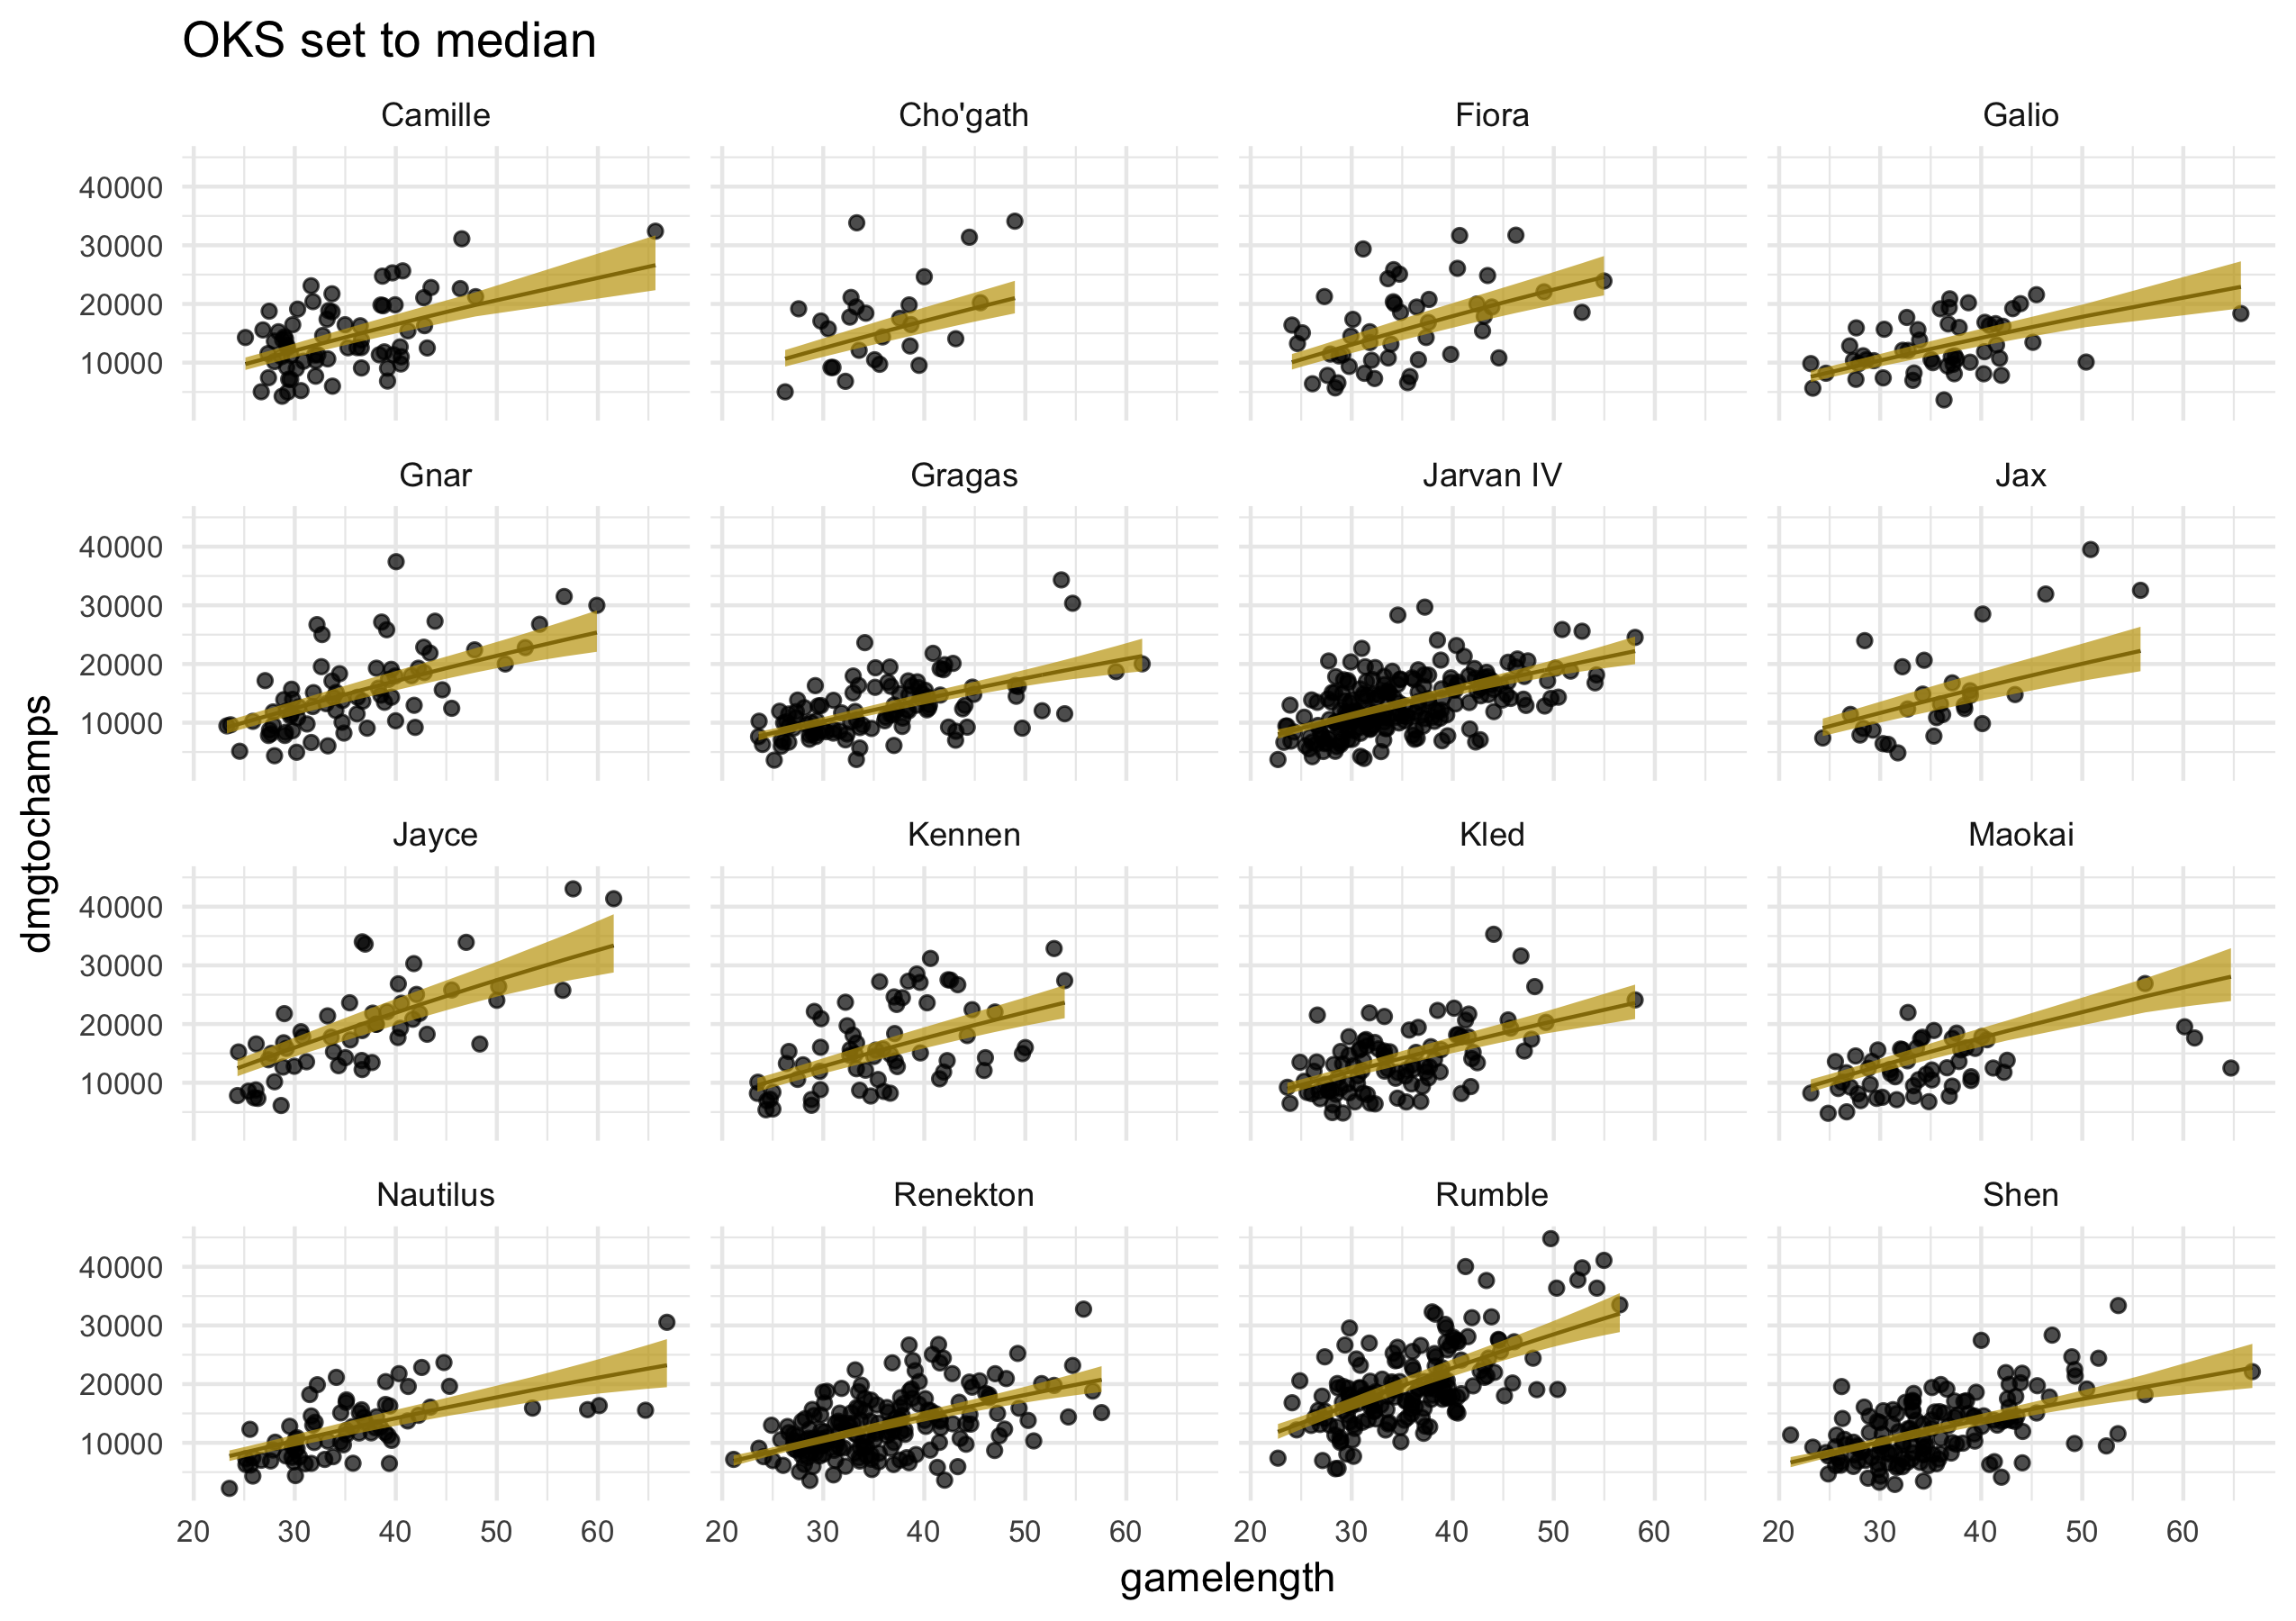 OKS set to median
Camille Cho'gath Fiora Galio
40000
30000
20000
10000
Gnar Gragas Jarvan IV Jax
40000
30000
20000
10000
dmgtochamps
Jayce Kennen Kled Maokai
40000
30000
20000
10000
Nautilus Renekton Rumble Shen
40000
30000
20000
10000
20 30 40 50 60 20 30 40 50 60 20 30 40 50 60 20 30 40 50 60
gamelength